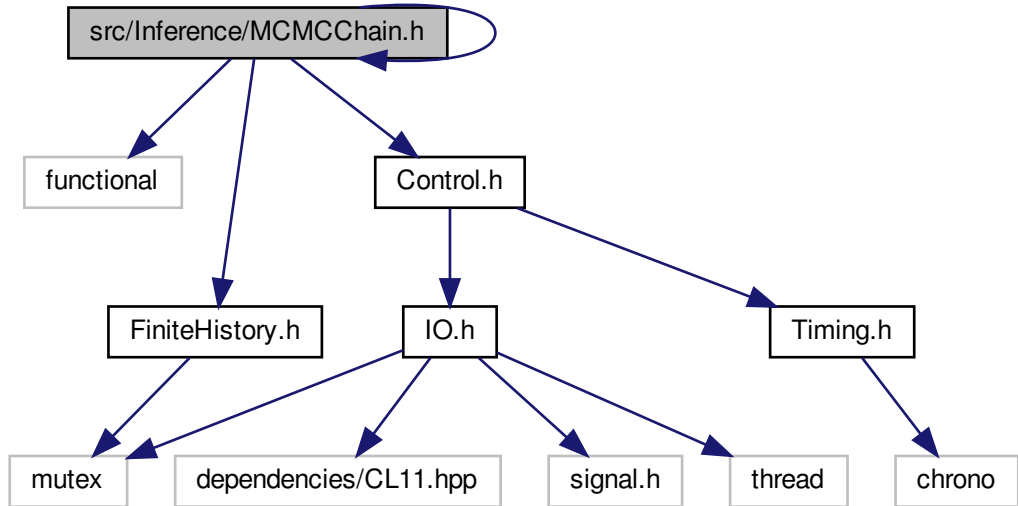 src/Inference/MCMCChain.h
functional
Control.h
FiniteHistory.h
IO.h
Timing.h
mutex
dependencies/CL11.hpp
signal.h
thread
chrono